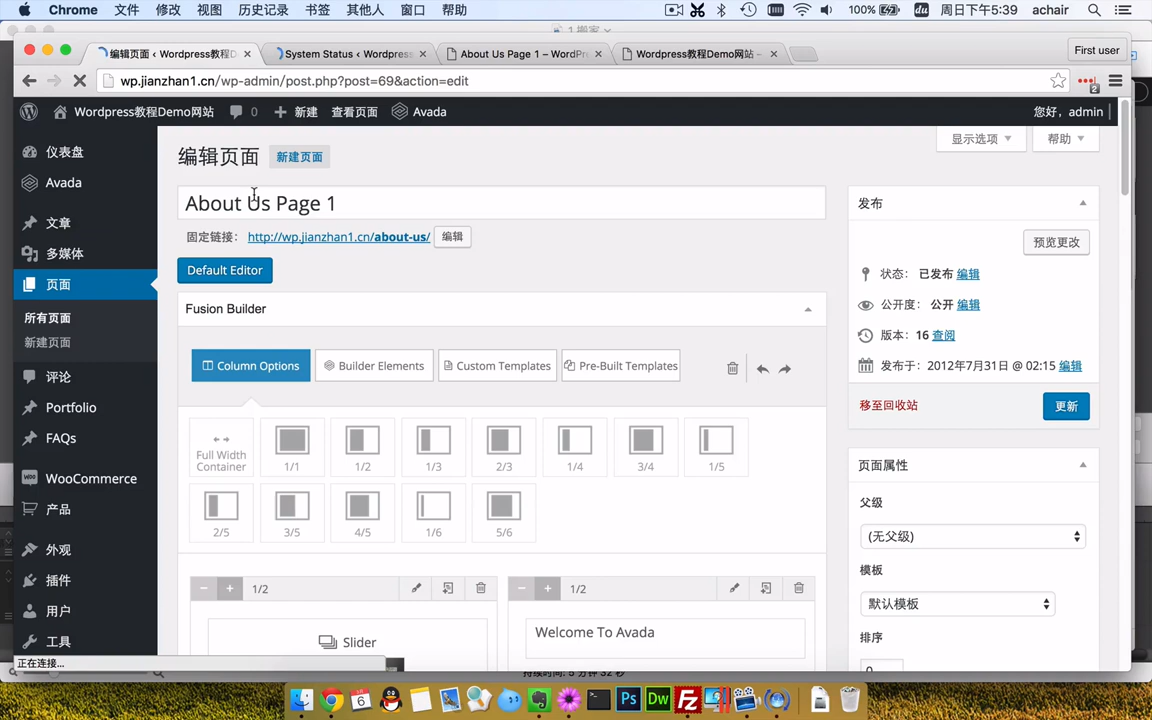 Chrome 文件 修改 视图 历史记录 书签 其他人 窗口 帮助 100% 周日下午5:39 achair
1 搬家
编辑页面 ‹ Wordpress教程D System Status ‹ Wordpress About Us Page 1 – WordPr Wordpress教程Demo网站 – First user
wp.jianzhan1.cn/wp-admin/post.php?post=69&action=edit 2
Wordpress教程Demo网站 0 新建 查看页面 Avada 您好，admin
显示选项 帮助
仪表盘
Avada
文章
多媒体
页面
所有页面
新建页面
评论
Portfolio
FAQs
WooCommerce
产品
外观
插件
用户
工具
编辑页面 新建页面
About Us Page 1
固定链接： http://wp.jianzhan1.cn/about-us/ 编辑
Default Editor
Fusion Builder
Column Options Builder Elements Custom Templates Pre-Built Templates
Full Width Container 1/1 1/2 1/3 2/3 1/4 3/4 1/5
2/5 3/5 4/5 1/6 5/6
− + 1/2 − + 1/2
Slider Welcome To Avada
发布
预览更改
状态： 已发布 编辑
公开度： 公开 编辑
版本： 16 查阅
发布于： 2012年7月31日 @ 02:15 编辑
移至回收站 更新
页面属性
父级
(无父级)
模板
默认模板
排序
0
正在连接...
持续时间: 5 分钟 32 秒
6 Ps Dw Fz